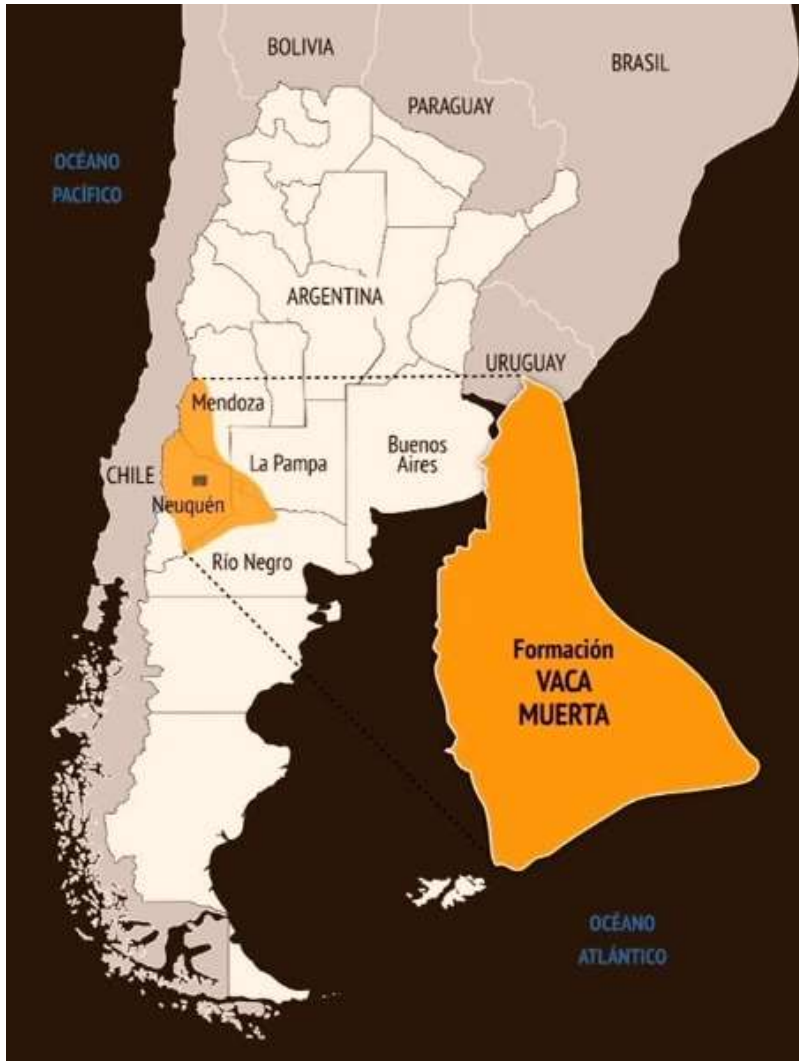 BOLIVIA
BRASIL
PARAGUAY
OCÉANO
PACÍFICO
ARGENTINA
URUGUAY
Mendoza
Buenos
Aires
La Pampa
CHILE
Neuquén
Río Negro
Formación
VACA
MUERTA
OCÉANO
ATLÁNTICO